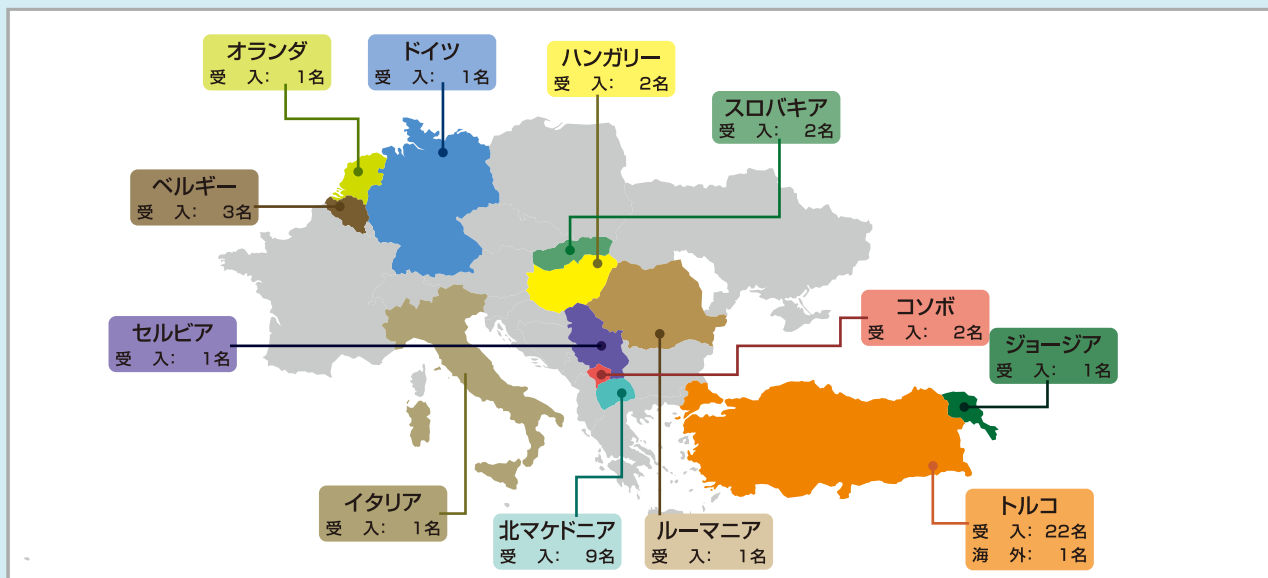 オランダ
受　入：　1名
ドイツ
受　入：　1名
ハンガリー
受　入：　2名
スロバキア
受　入：　2名
ベルギー
受　入：　3名
セルビア
受　入：　1名
コソボ
受　入：　2名
ジョージア
受　入：　1名
イタリア
受　入：　1名
北マケドニア
受　入：　9名
ルーマニア
受　入：　1名
トルコ
受　入：22名
海　外：　1名